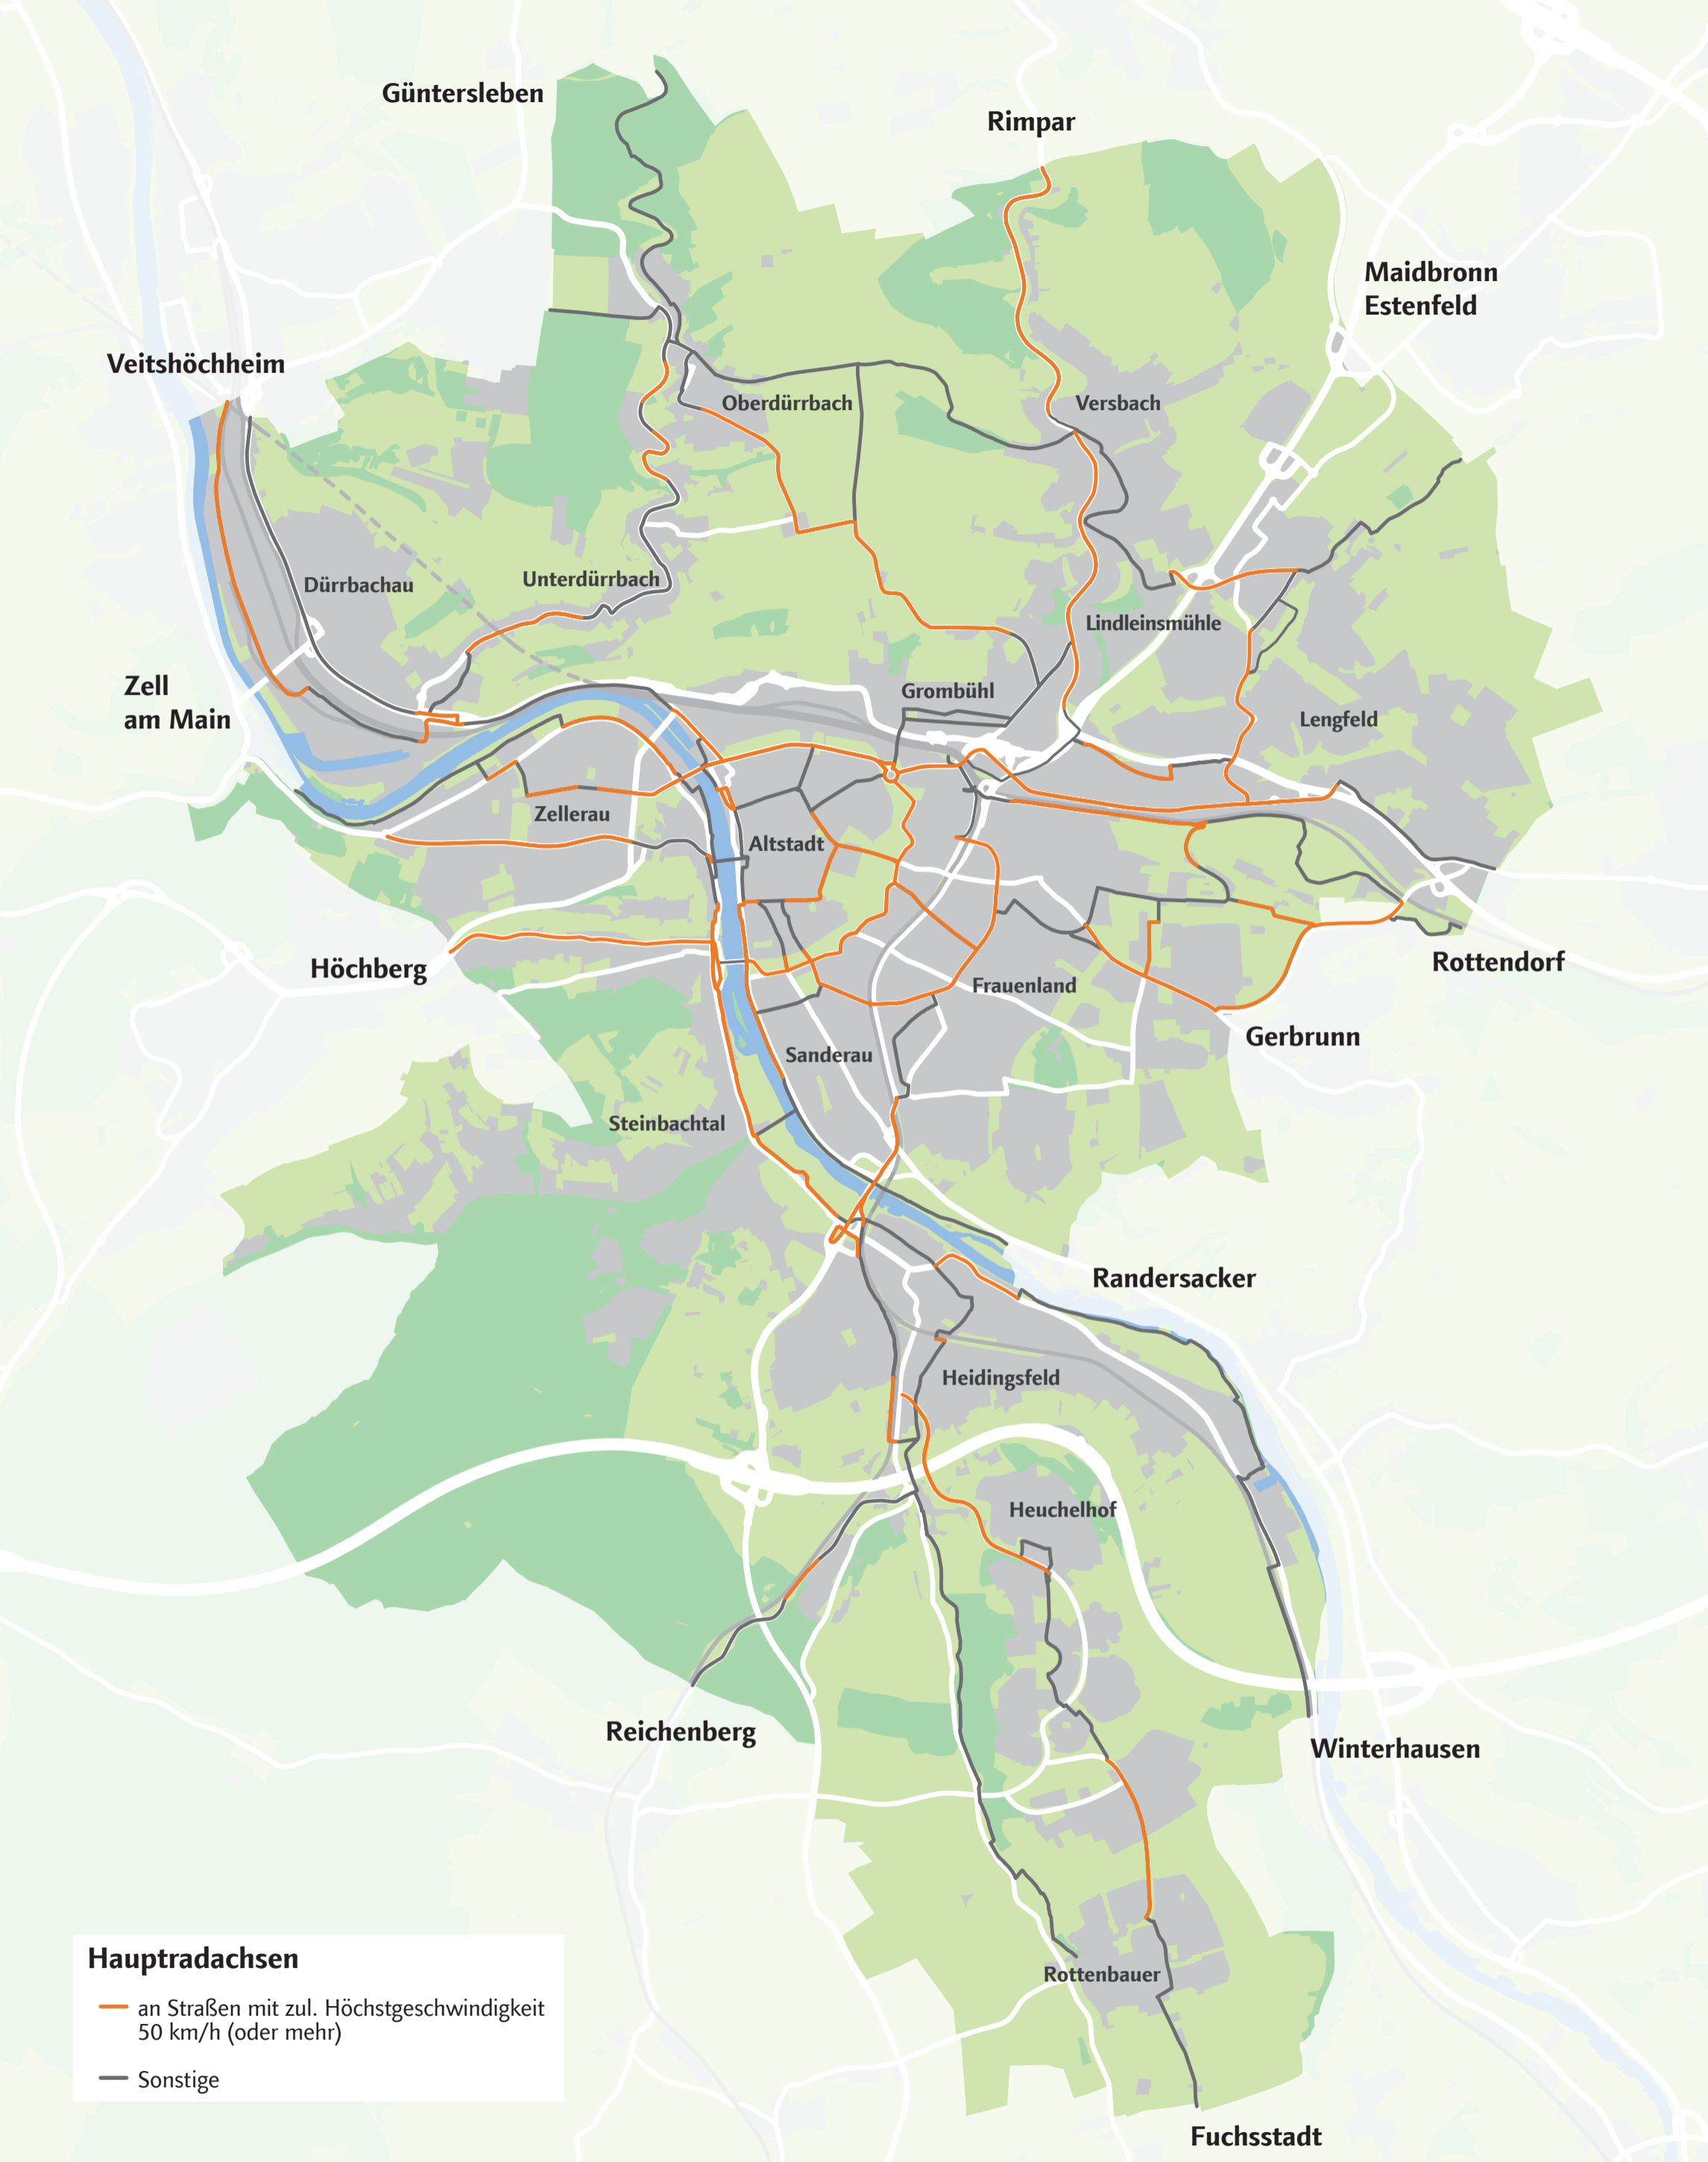 Güntersleben
Rimpar
Maidbronn
Estenfeld
Veitshöchheim
Oberdürrbach
Versbach
Dürrbachau
Unterdürrbach
Lindleinsmühle
Zell
am Main
Grombühl
Lengfeld
Zellerau
Altstadt
Höchberg
Rottendorf
Frauenland
Gerbrunn
Sanderau
Steinbachtal
Randersacker
Heidingsfeld
Heuchelhof
Reichenberg
Winterhausen
Rottenbauer
Fuchsstadt
Hauptradachsen
an Straßen mit zul. Höchstgeschwindigkeit
50 km/h (oder mehr)
Sonstige